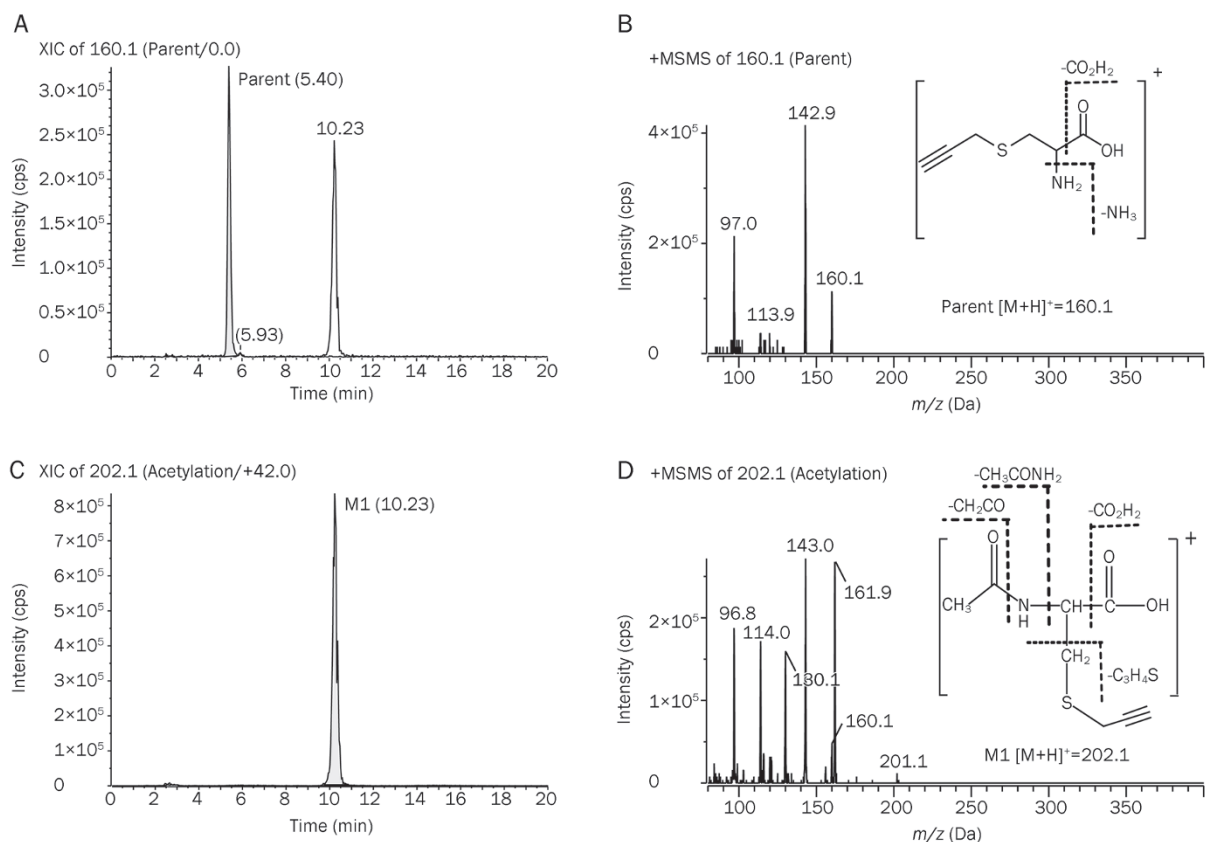 A
XIC of 160.1 (Parent/0.0)
3.0×10⁵
2.5×10⁵
2.0×10⁵
1.5×10⁵
1.0×10⁵
0.5×10⁵
0
Intensity (cps)
Parent (5.40)
10.23
(5.93)
0 2 4 6 8 10 12 14 16 18 20
Time (min)
B
+MSMS of 160.1 (Parent)
4×10⁵
2×10⁵
0
Intensity (cps)
142.9
97.0
113.9
160.1
-CO₂H₂
+
O
S
OH
NH₂
-NH₃
Parent [M+H]⁺=160.1
100 150 200 250 300 350
m/z (Da)
C
XIC of 202.1 (Acetylation/+42.0)
8×10⁵
7×10⁵
6×10⁵
5×10⁵
4×10⁵
3×10⁵
2×10⁵
1×10⁵
0
Intensity (cps)
M1 (10.23)
0 2 4 6 8 10 12 14 16 18 20
Time (min)
D
+MSMS of 202.1 (Acetylation)
2×10⁵
1×10⁵
0
Intensity (cps)
143.0
161.9
96.8
114.0
130.1
160.1
201.1
-CH₃CONH₂
-CH₂CO
-CO₂H₂
+
O
O
CH₃
N
H
CH
C
OH
CH₂
-C₃H₄S
S
M1 [M+H]⁺=202.1
100 150 200 250 300 350
m/z (Da)